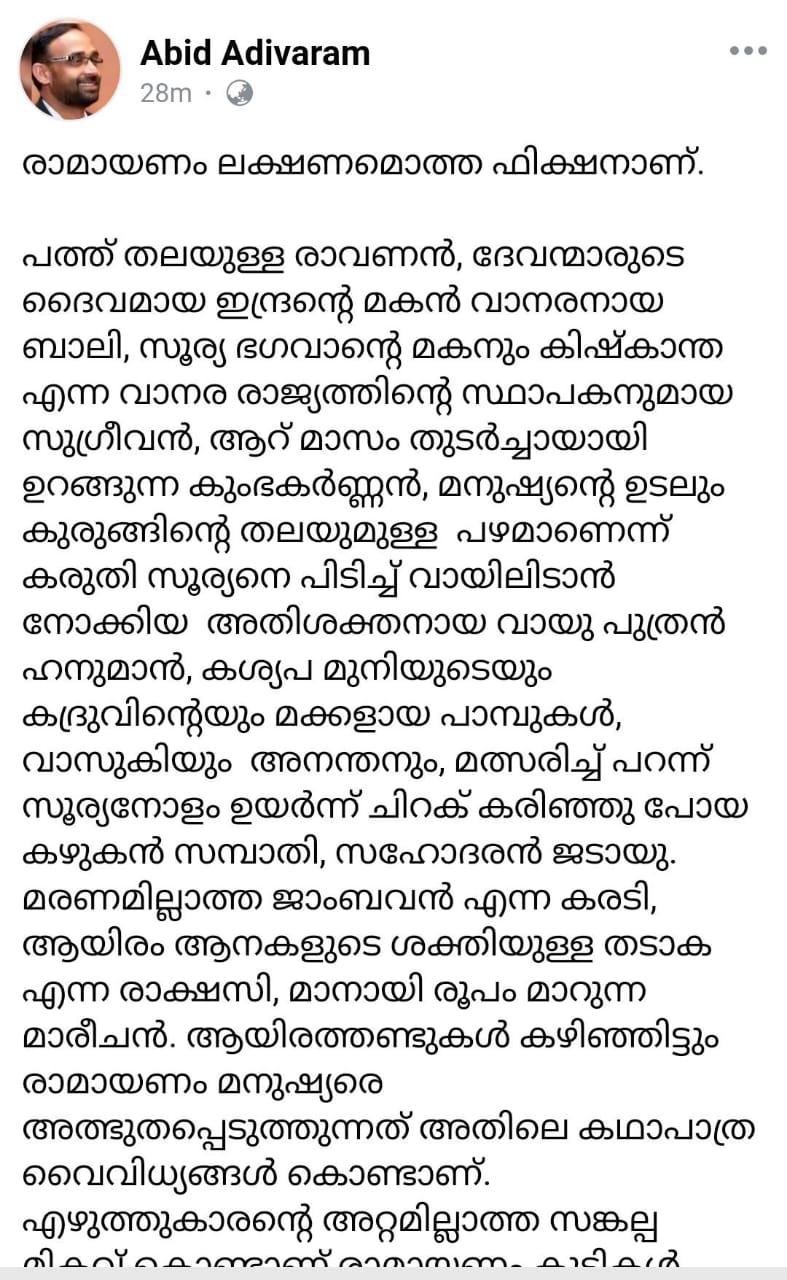 Abid Adivaram
28m ·
രാമായണം ലക്ഷണമൊത്ത ഫിക്ഷനാണ്.
പത്ത് തലയുള്ള രാവണൻ, ദേവന്മാരുടെ
ദൈവമായ ഇന്ദ്രന്റെ മകൻ വാനരനായ
ബാലി, സൂര്യ ഭഗവാന്റെ മകനും കിഷ്കാന്ത
എന്ന വാനര രാജ്യത്തിന്റെ സ്ഥാപകനുമായ
സുഗ്രീവൻ, ആറ് മാസം തുടർച്ചായായി
ഉറങ്ങുന്ന കുംഭകർണ്ണൻ, മനുഷ്യന്റെ ഉടലും
കുരുങ്ങിന്റെ തലയുമുള്ള പഴമാണെന്ന്
കരുതി സൂര്യനെ പിടിച്ച് വായിലിടാൻ
നോക്കിയ അതിശക്തനായ വായു പുത്രൻ
ഹനുമാൻ, കശ്യപ മുനിയുടെയും
കദ്രുവിന്റെയും മക്കളായ പാമ്പുകൾ,
വാസുകിയും അനന്തനും, മത്സരിച്ച് പറന്ന്
സൂര്യനോളം ഉയർന്ന് ചിറക് കരിഞ്ഞു പോയ
കഴുകൻ സമ്പാതി, സഹോദരൻ ജടായു.
മരണമില്ലാത്ത ജാംബവൻ എന്ന കരടി,
ആയിരം ആനകളുടെ ശക്തിയുള്ള തടാക
എന്ന രാക്ഷസി, മാനായി രൂപം മാറുന്ന
മാരീചൻ. ആയിരത്തണ്ടുകൾ കഴിഞ്ഞിട്ടും
രാമായണം മനുഷ്യരെ
അത്ഭുതപ്പെടുത്തുന്നത് അതിലെ കഥാപാത്ര
വൈവിധ്യങ്ങൾ കൊണ്ടാണ്.
എഴുത്തുകാരന്റെ അറ്റമില്ലാത്ത സങ്കല്പ